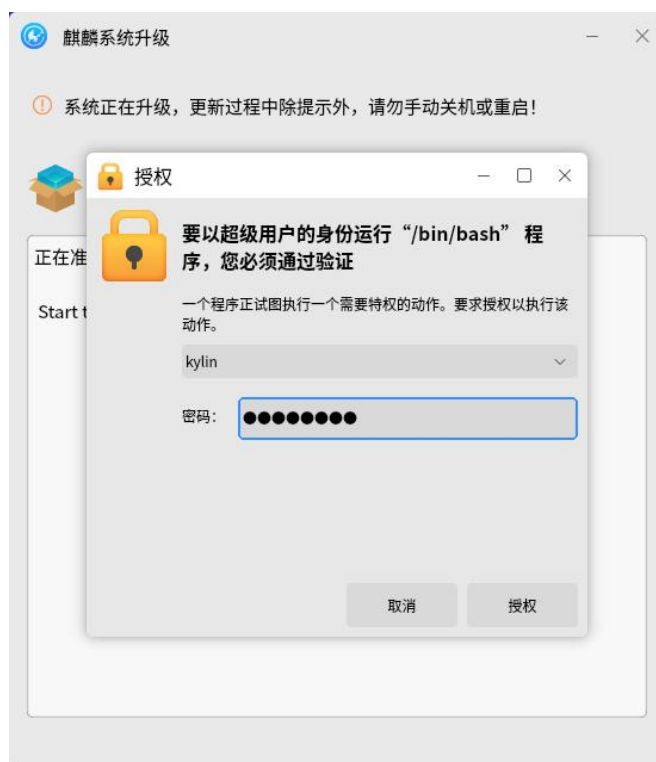 麒麟系统升级
系统正在升级，更新过程中除提示外，请勿手动关机或重启！
授权
要以超级用户的身份运行“/bin/bash” 程
序，您必须通过验证
一个程序正试图执行一个需要特权的动作。要求授权以执行该
动作。
正在准
Start t
kylin
密码：
取消
授权